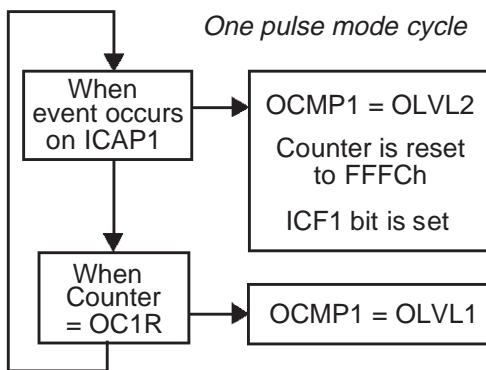 One pulse mode cycle
When
event occurs
on ICAP1
OCMP1 = OLVL2
Counter is reset
to FFFCh
ICF1 bit is set
When
Counter
= OC1R
OCMP1 = OLVL1